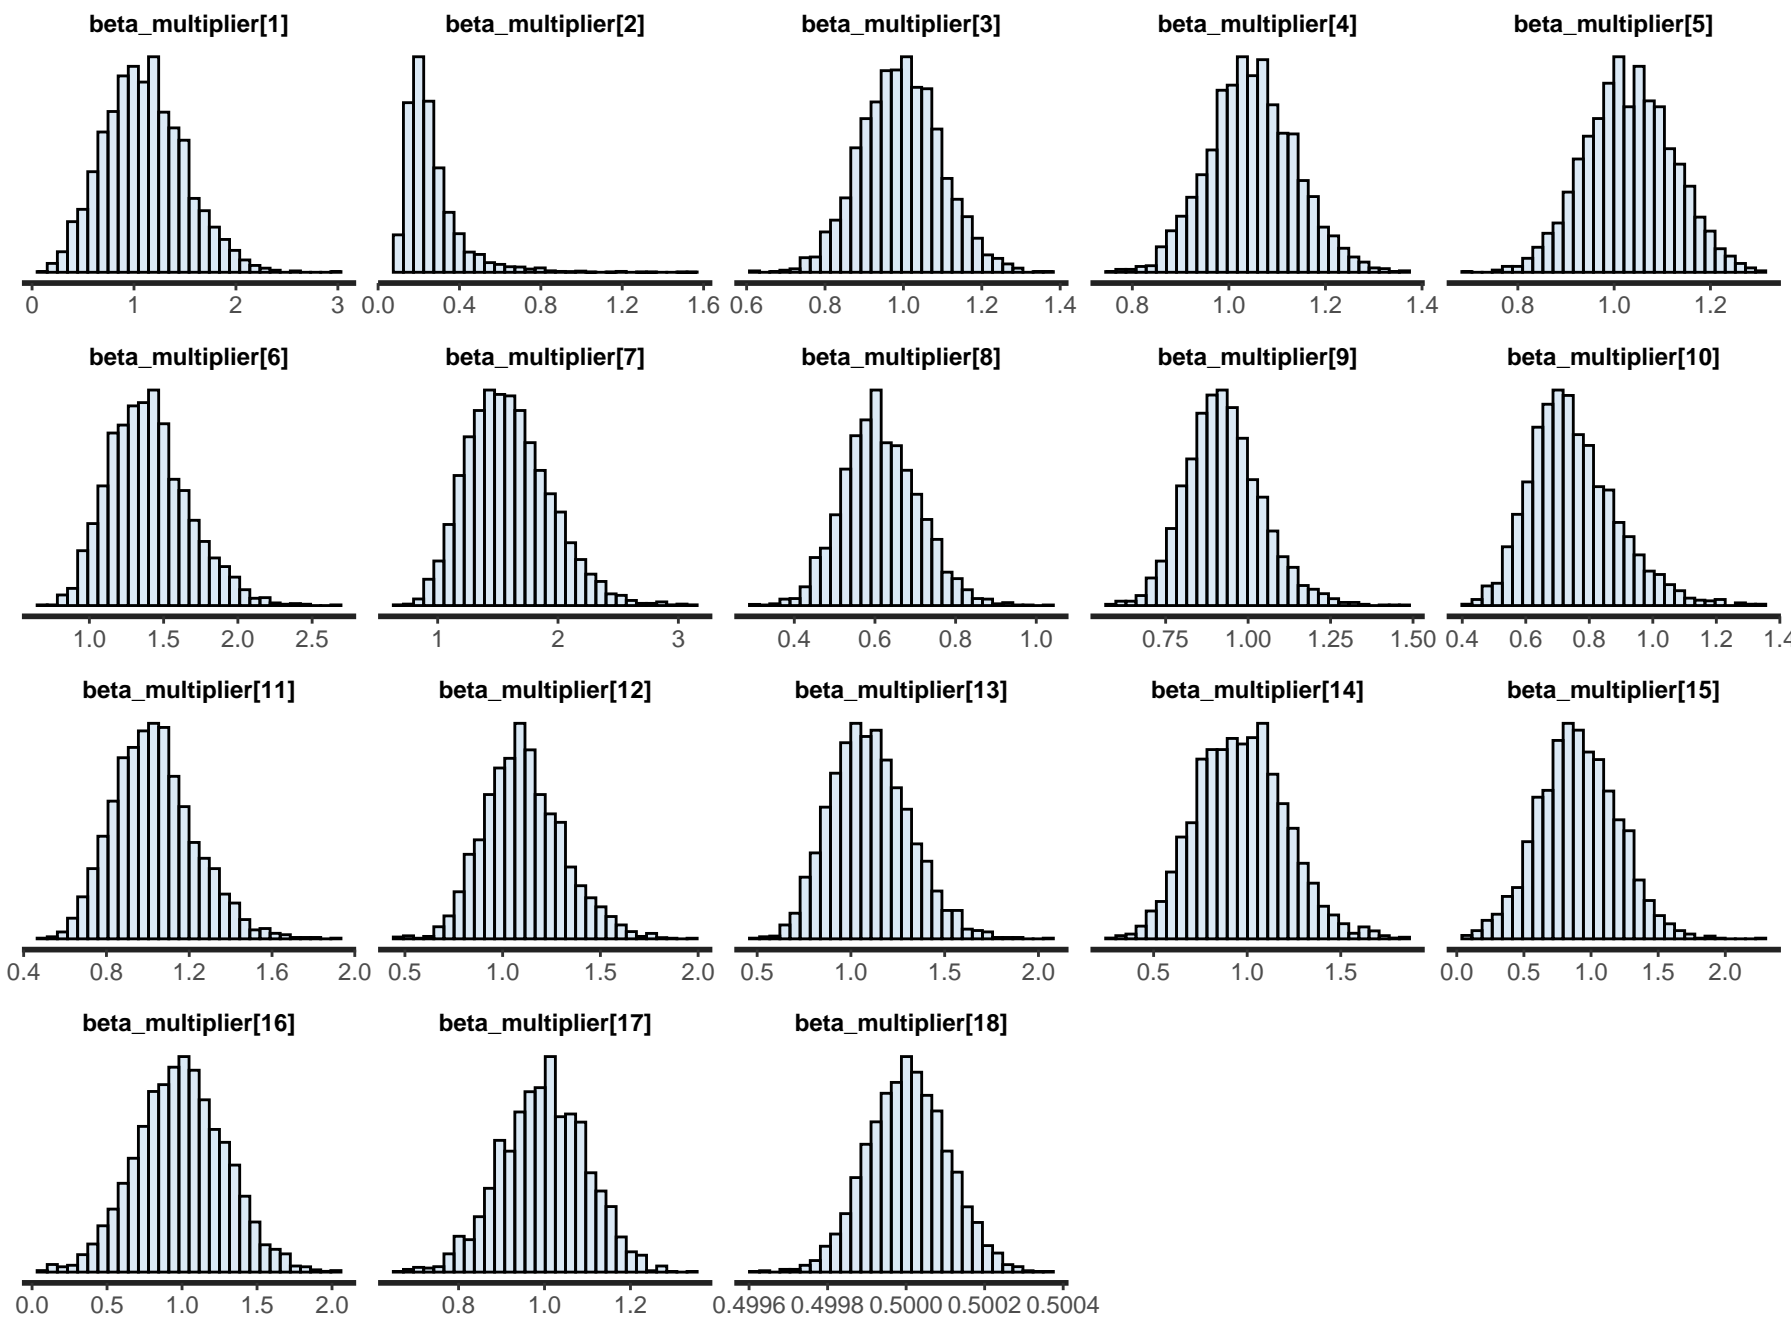 beta_multiplier[1] beta_multiplier[2] beta_multiplier[3] beta_multiplier[4] beta_multiplier[5]
0 1 2 3 0.0 0.4 0.8 1.2 1.6 0.6 0.8 1.0 1.2 1.4 0.8 1.0 1.2 1.4 0.8 1.0 1.2
beta_multiplier[6] beta_multiplier[7] beta_multiplier[8] beta_multiplier[9] beta_multiplier[10]
1.0 1.5 2.0 2.5 1 2 3 0.4 0.6 0.8 1.0 0.75 1.00 1.25 1.50 0.4 0.6 0.8 1.0 1.2 1.4
beta_multiplier[11] beta_multiplier[12] beta_multiplier[13] beta_multiplier[14] beta_multiplier[15]
0.4 0.8 1.2 1.6 2.0 0.5 1.0 1.5 2.0 0.5 1.0 1.5 2.0 0.5 1.0 1.5 0.0 0.5 1.0 1.5 2.0
beta_multiplier[16] beta_multiplier[17] beta_multiplier[18]
0.0 0.5 1.0 1.5 2.0 0.8 1.0 1.2 0.4996 0.4998 0.5000 0.5002 0.5004